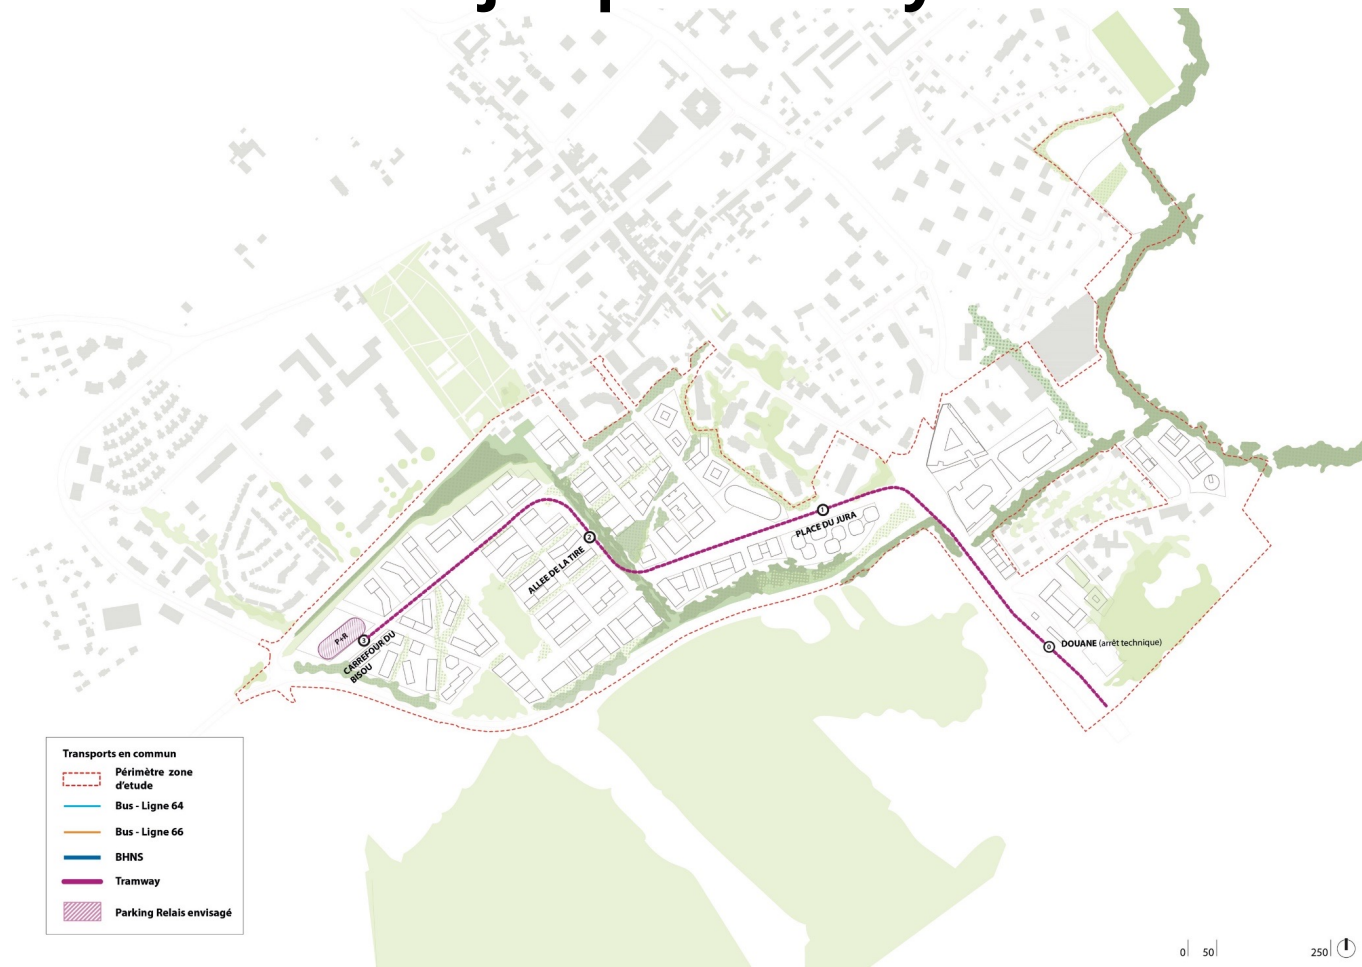 1
PLACE DU JURA
2
ALLEE DE LA TIRE
P+R
3
CARREFOUR DU
BISOU
0
DOUANE (arrêt technique)
Transports en commun
Périmètre zone
d'etude
Bus - Ligne 64
Bus - Ligne 66
BHNS
Tramway
Parking Relais envisagé
0 50 250